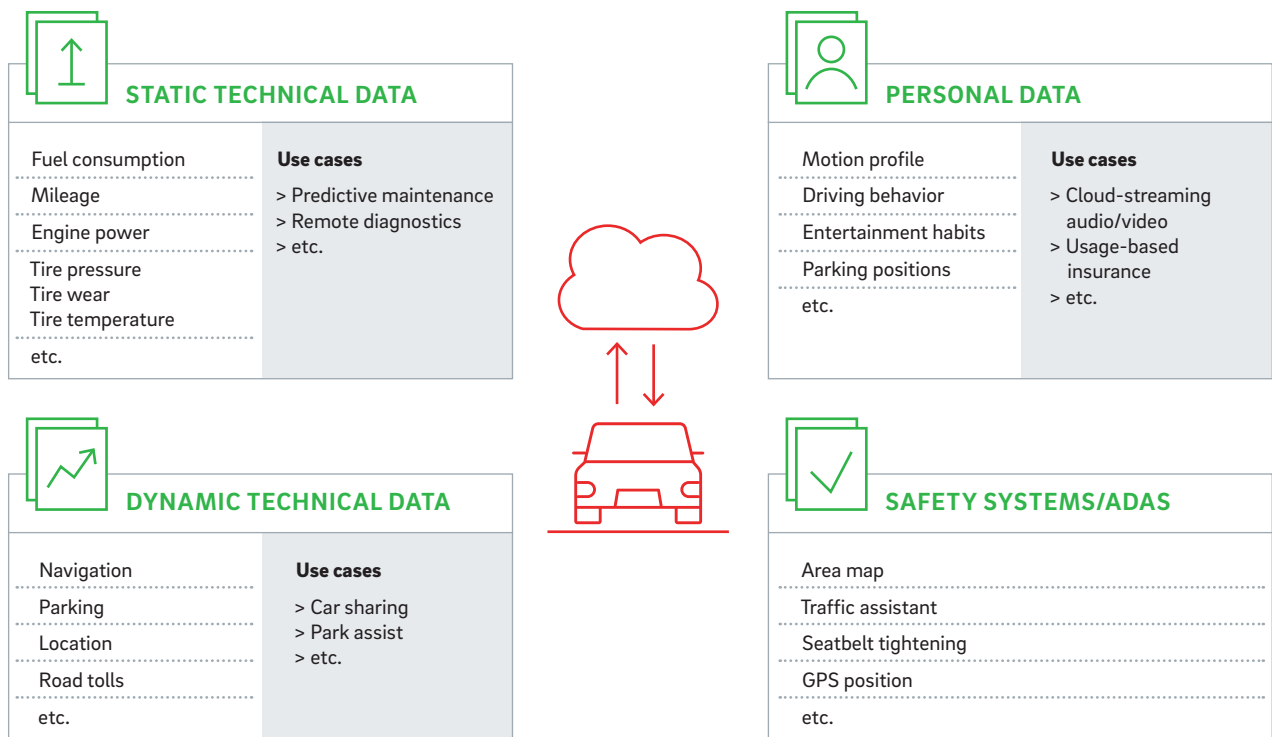 STATIC TECHNICAL DATA
Fuel consumption
Mileage
Engine power
Tire pressure
Tire wear
Tire temperature
etc.
Use cases
> Predictive maintenance
> Remote diagnostics
> etc.
PERSONAL DATA
Motion profile
Driving behavior
Entertainment habits
Parking positions
etc.
Use cases
> Cloud-streaming
audio/video
> Usage-based
insurance
> etc.
DYNAMIC TECHNICAL DATA
Navigation
Parking
Location
Road tolls
etc.
Use cases
> Car sharing
> Park assist
> etc.
SAFETY SYSTEMS/ADAS
Area map
Traffic assistant
Seatbelt tightening
GPS position
etc.